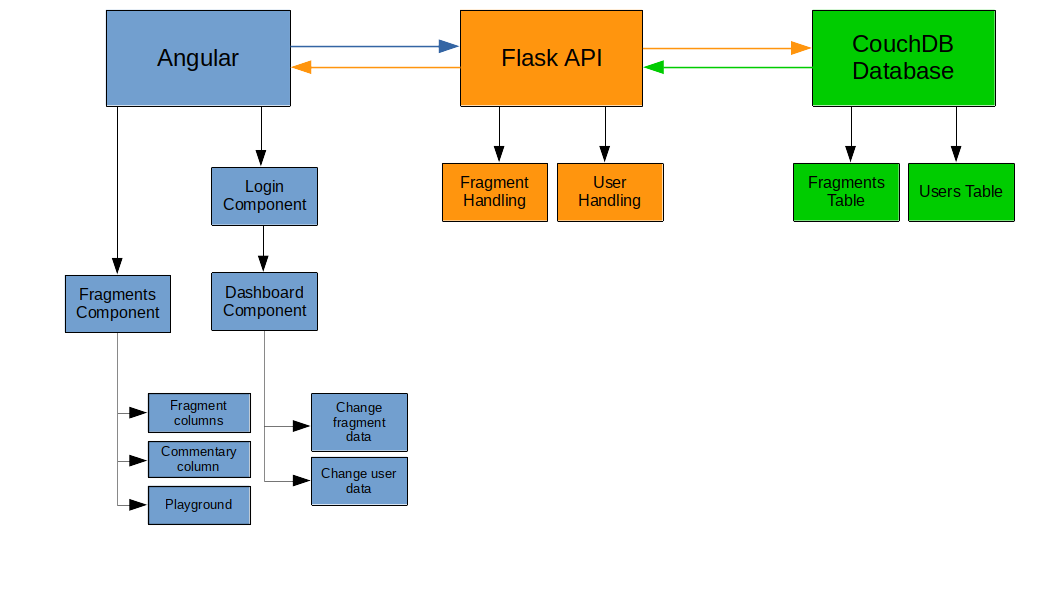 Angular
Flask API
CouchDB
Database
Login
Component
Fragment
Handling
User
Handling
Fragments
Table
Users Table
Fragments
Component
Dashboard
Component
Fragment
columns
Commentary
column
Playground
Change
fragment
data
Change user
data